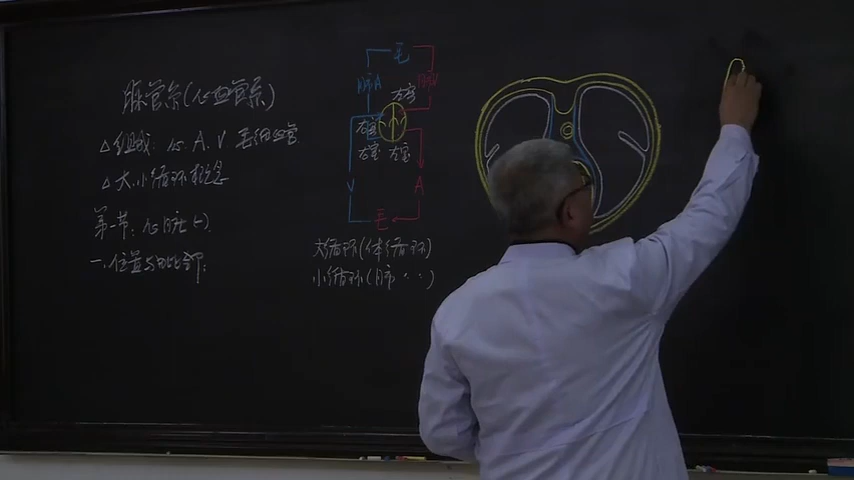 脉管系(心血管系)
△组成: 心. A. V. 毛细血管
△大.小循环概念
第一节: 心脏(一)
一.位置与毗邻:
毛
肺A
肺V
左房
右房
右室 左室
V
A
毛
大循环(体循环)
小循环(肺··)